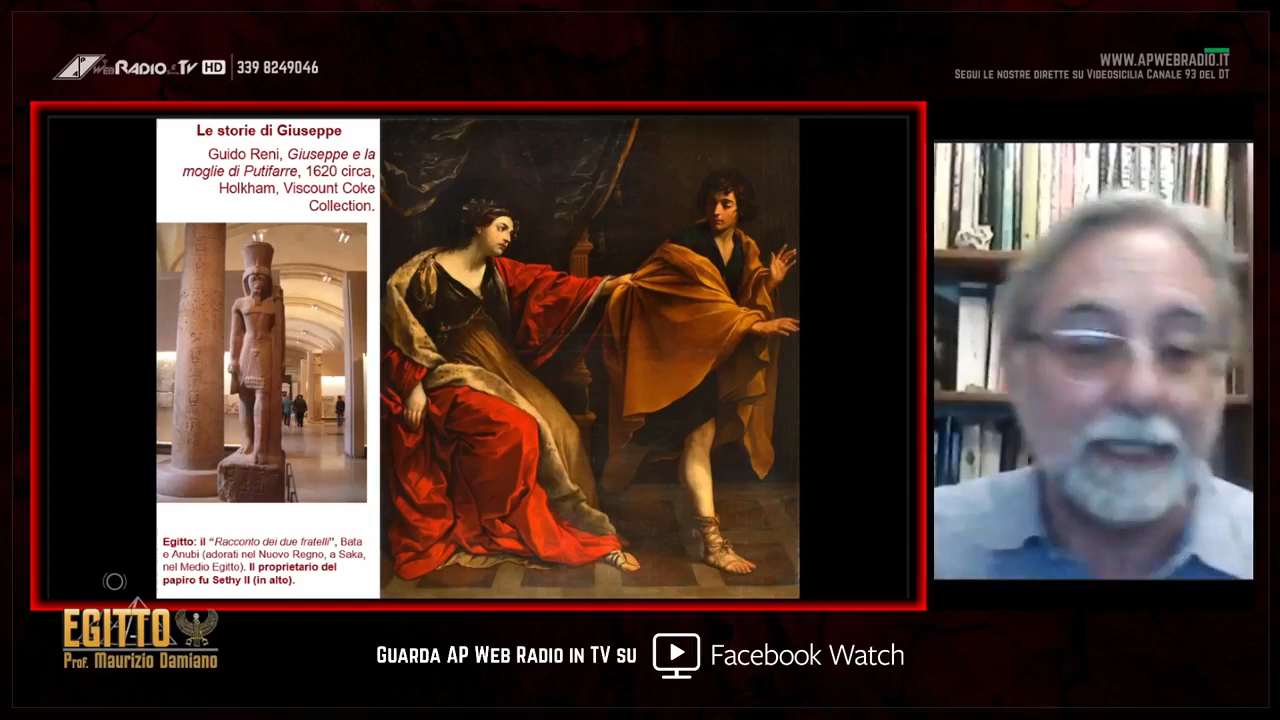 WEB RADIO E TV HD 339 8249046
WWW.APWEBRADIO.IT
SEGUI LE NOSTRE DIRETTE SU VIDEOSICILIA CANALE 93 DEL DT
Le storie di Giuseppe
Guido Reni, Giuseppe e la
moglie di Putifarre, 1620 circa,
Holkham, Viscount Coke
Collection.
Egitto: il “Racconto dei due fratelli”, Bata
e Anubi (adorati nel Nuovo Regno, a Saka,
nel Medio Egitto). Il proprietario del
papiro fu Sethy II (in alto).
EGITTO
Prof. Maurizio Damiano
GUARDA AP WEB RADIO IN TV SU
Facebook Watch